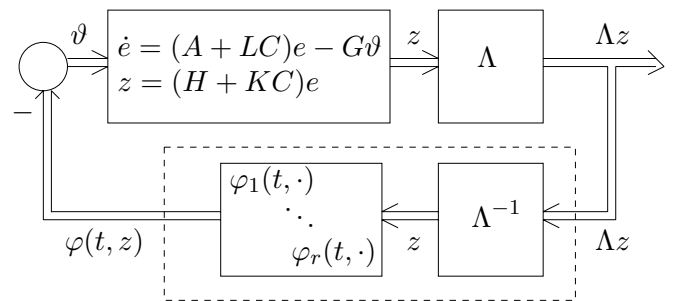 ϑ
ė = (A + LC)e − Gϑ
z = (H + KC)e
z
Λ
Λz
−
φ(t, z)
φ₁(t, ·)
⋱
φᵣ(t, ·)
z
Λ⁻¹
Λz